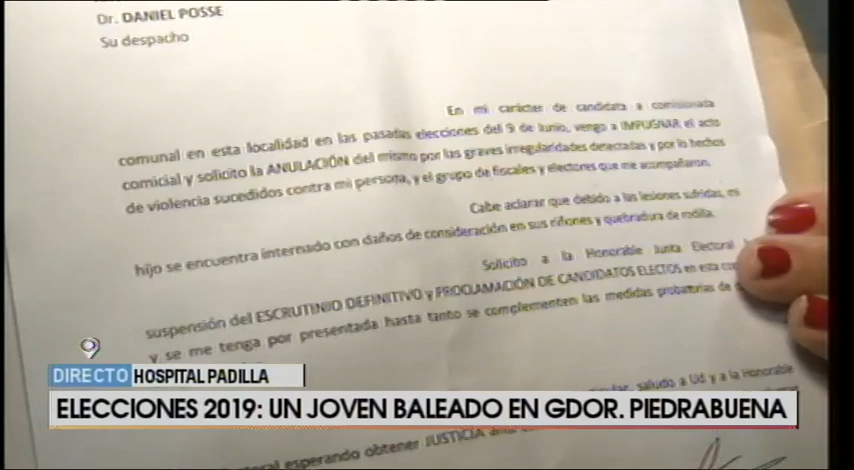 Dr. DANIEL POSSE
Su despacho
En mi carácter de candidata a comisionada
comunal en esta localidad en las pasadas elecciones del 9 de Junio, vengo a IMPUGNAR el acto
comicial y solicito la ANULACIÓN del mismo por las graves irregularidades detectadas y por lo hechos
de violencia sucedidos contra mi persona, y el grupo de fiscales y electores que me acompañaron.
Cabe aclarar que debido a las lesiones sufridas, mi
hijo se encuentra internado con daños de consideración en sus riñones y quebradura de rodilla.
Solicito a la Honorable Junta Electoral
suspensión del ESCRUTINIO DEFINITIVO y PROCLAMACIÓN DE CANDIDATOS ELECTOS en esta
y se me tenga por presentada hasta tanto se complementen las medidas probatorias de
saludo a Ud y a la Honorable
esperando obtener JUSTICIA
DIRECTO HOSPITAL PADILLA
ELECCIONES 2019: UN JOVEN BALEADO EN GDOR. PIEDRABUENA